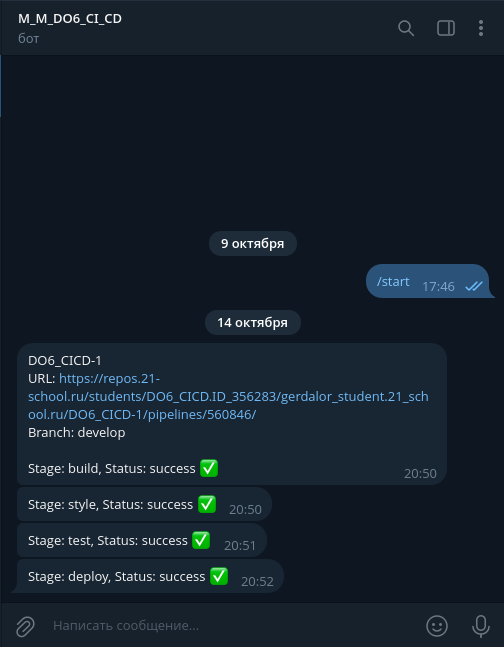 M_M_DO6_CI_CD
бот
9 октября
/start 17:46
14 октября
DO6_CICD-1
URL: https://repos.21-
school.ru/students/DO6_CICD.ID_356283/gerdalor_student.21_sch
ool.ru/DO6_CICD-1/pipelines/560846/
Branch: develop
Stage: build, Status: success ✅
20:50
Stage: style, Status: success ✅ 20:50
Stage: test, Status: success ✅ 20:51
Stage: deploy, Status: success ✅ 20:52
Написать сообщение...